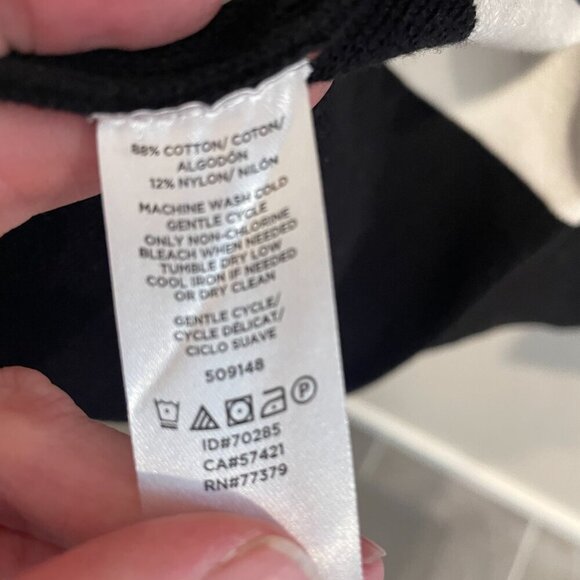 88% COTTON/ COTON/
ALGODÓN
12% NYLON/ NILÓN
MACHINE WASH COLD
GENTLE CYCLE
ONLY NON-CHLORINE
BLEACH WHEN NEEDED
TUMBLE DRY LOW
COOL IRON IF NEEDED
OR DRY CLEAN
GENTLE CYCLE/
CYCLE DÉLICAT/
CICLO SUAVE
509148
P
ID#70285
CA#57421
RN#77379